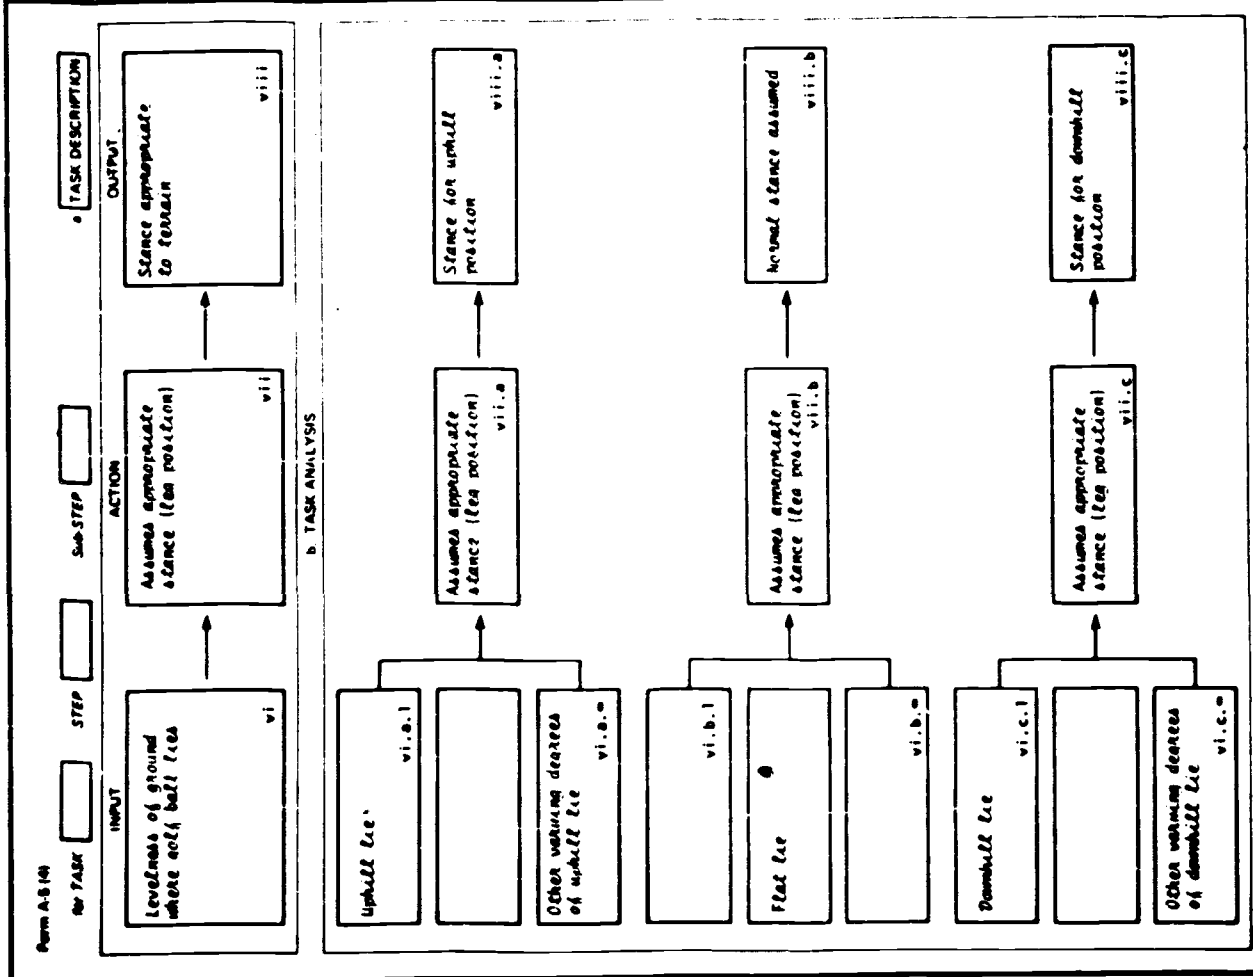 Form A-B (4)
for TASK
STEP
Sub-STEP
a TASK DESCRIPTION
INPUT
ACTION
OUTPUT
Levelness of ground
where golf ball lies
vi
Assumes appropriate
stance (leg position)
vii
Stance appropriate
to terrain
viii
b. TASK ANALYSIS
Uphill lie
vi.a.1
Other varying degrees
of uphill lie
vi.a.∞
Assumes appropriate
stance (leg position)
vii.a
Stance for uphill
position
viii.a
vi.b.1
Flat lie
vi.b.∞
Assumes appropriate
stance (leg position)
vii.b
Normal stance assumed
viii.b
Downhill lie
vi.c.1
Other varying degrees
of downhill lie
vi.c.∞
Assumes appropriate
stance (leg position)
vii.c
Stance for downhill
position
viii.c